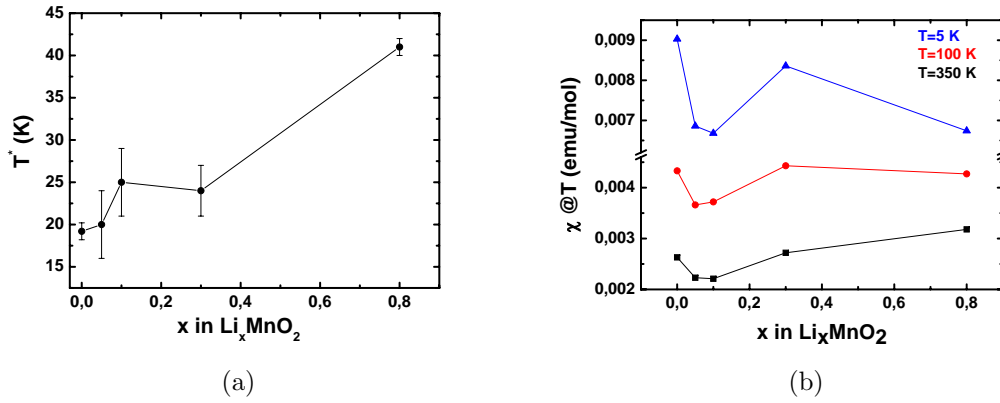 45
40
35
30
25
20
15
T* (K)
0,0 0,2 0,4 0,6 0,8
x in LiₓMnO₂
(a)
T=5 K
T=100 K
T=350 K
0,009
0,008
0,007
0,004
0,003
0,002
χ @T (emu/mol)
0,0 0,2 0,4 0,6 0,8
x in LiₓMnO₂
(b)